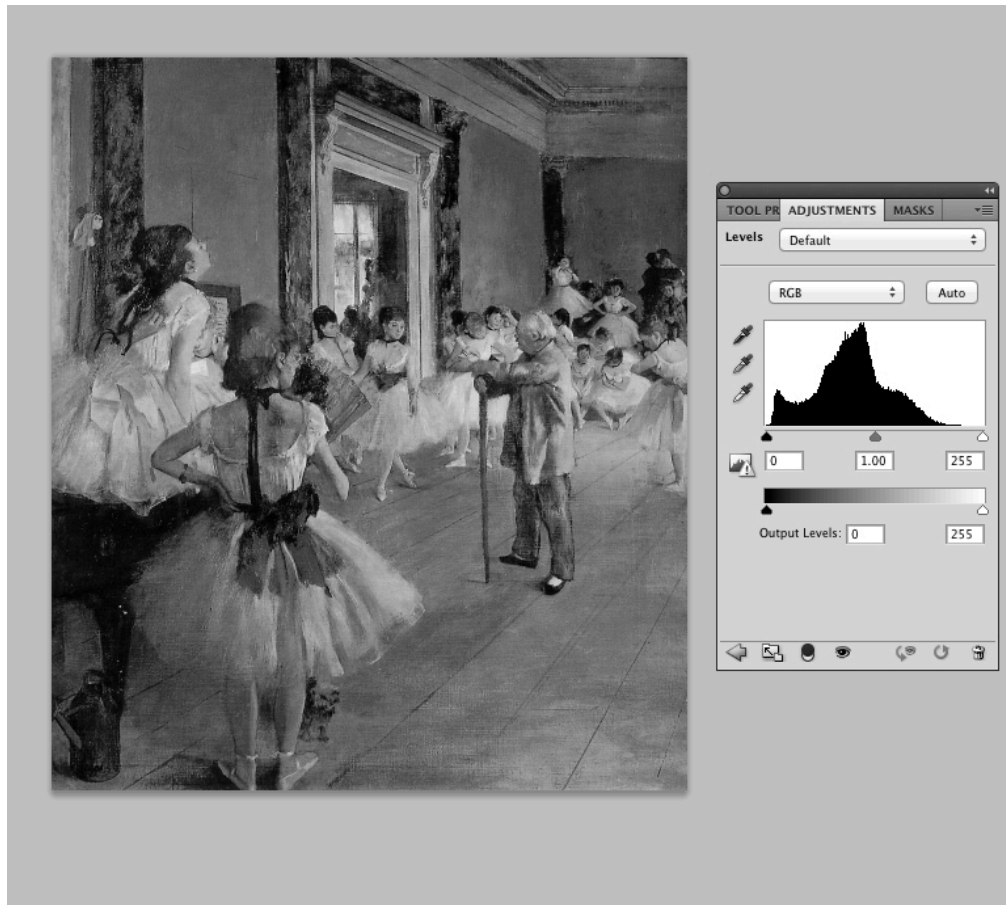 TOOL PR ADJUSTMENTS MASKS
Levels Default
RGB Auto
0 1.00 255
Output Levels: 0 255